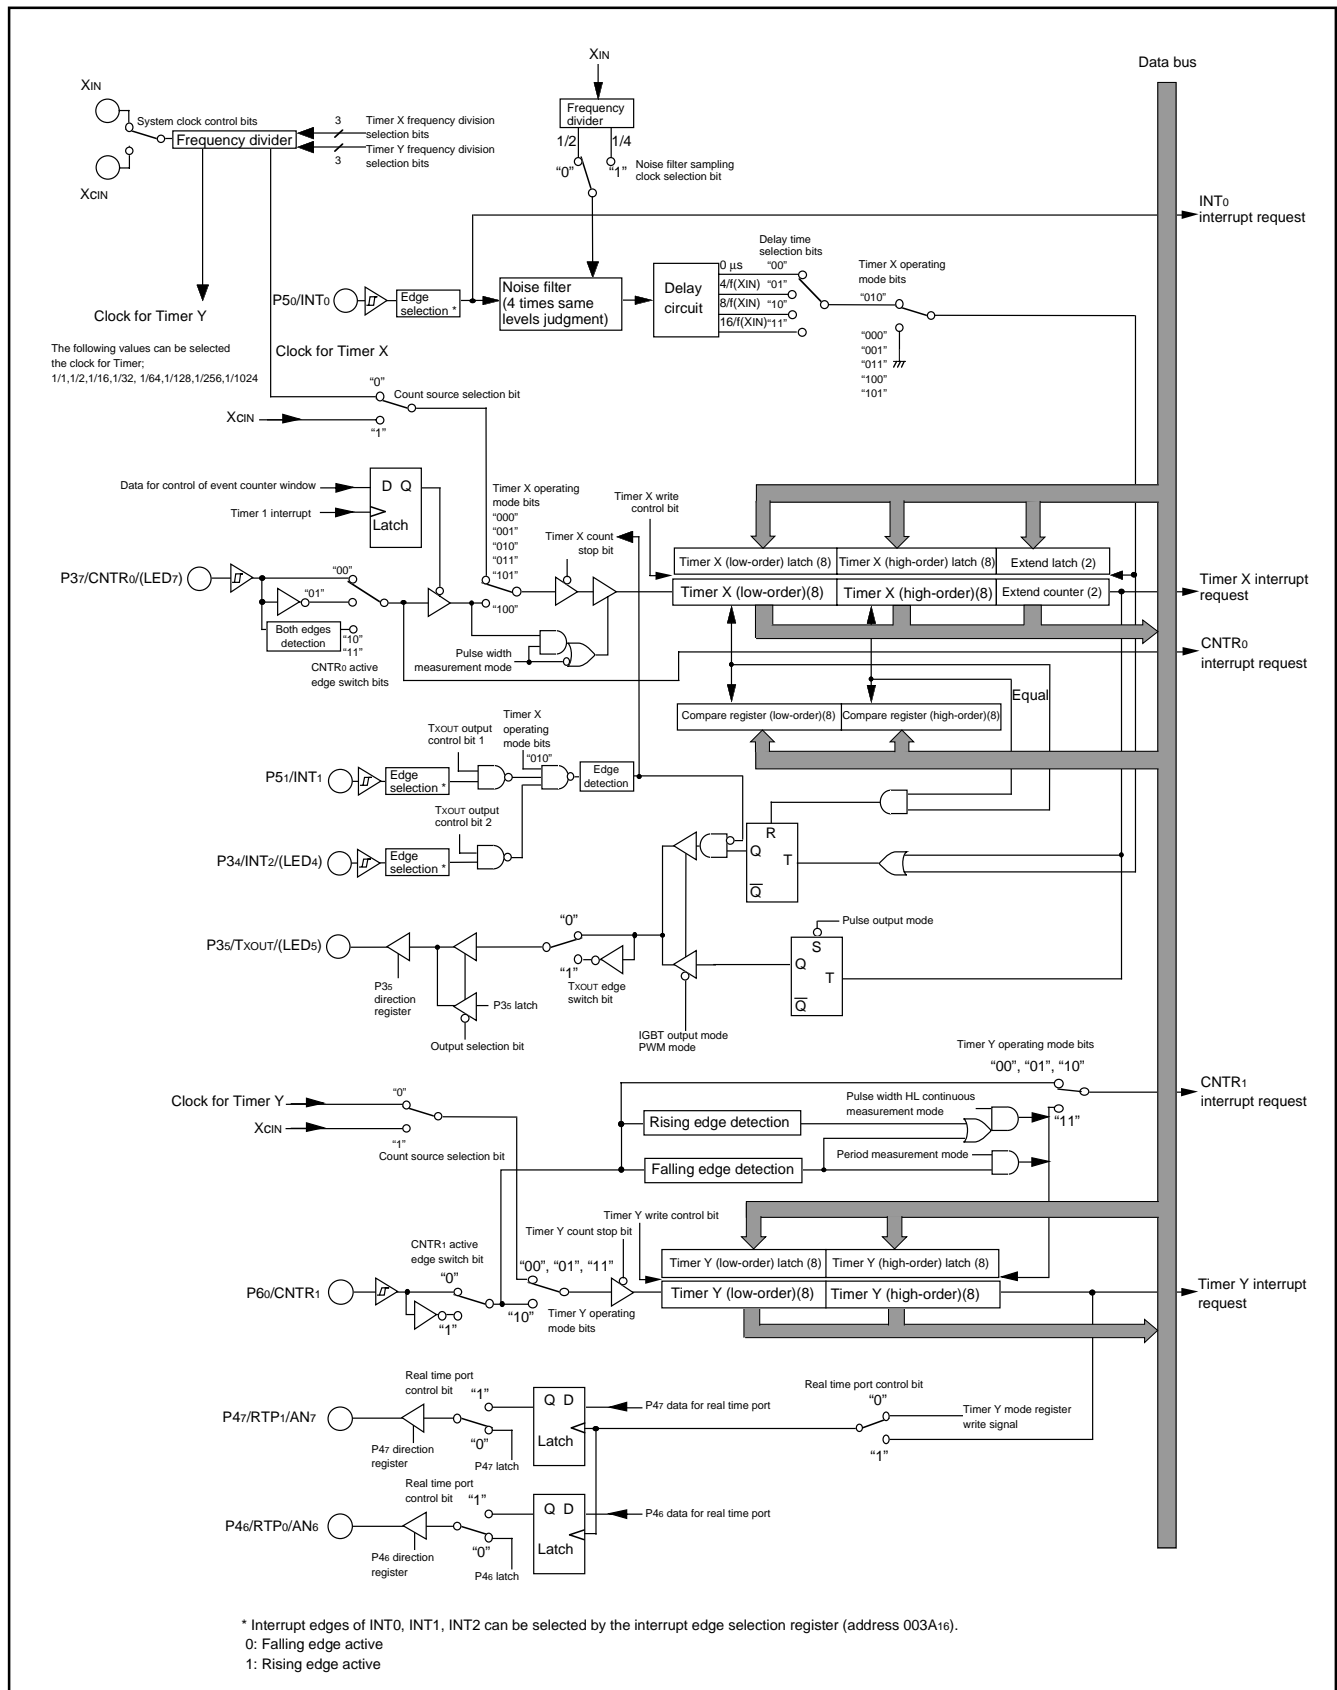 XIN
Data bus
XIN
System clock control bits
Frequency divider
3
Timer X frequency division
selection bits
Timer Y frequency division
3
selection bits
XCIN
Frequency
divider
1/2
1/4
“0”
“1”
Noise filter sampling
clock selection bit
INT0
interrupt request
Clock for Timer Y
P50/INT0
Edge
selection *
Noise filter
(4 times same
levels judgment)
Delay
circuit
Delay time
selection bits
0 µs
“00”
4/f(XIN)
“01”
8/f(XIN)
“10”
16/f(XIN)
“11”
Timer X operating
mode bits
“010”
“000”
“001”
“011”
“100”
“101”
The following values can be selected
the clock for Timer;
1/1,1/2,1/16,1/32, 1/64,1/128,1/256,1/1024
Clock for Timer X
“0”
Count source selection bit
XCIN
“1”
Data for control of event counter window
D Q
Timer 1 interrupt
Latch
Timer X operating
mode bits
“000”
“001”
“010”
“011”
“101”
“100”
Timer X count
stop bit
Timer X write
control bit
Timer X (low-order) latch (8)
Timer X (high-order) latch (8)
Extend latch (2)
Timer X (low-order)(8)
Timer X (high-order)(8)
Extend counter (2)
Timer X interrupt
request
P37/CNTR0/(LED7)
“00”
“01”
Both edges
detection
“10”
“11”
CNTR0 active
edge switch bits
Pulse width
measurement mode
CNTR0
interrupt request
Equal
Compare register (low-order)(8)
Compare register (high-order)(8)
TXOUT output
control bit 1
Timer X
operating
mode bits
“010”
P51/INT1
Edge
selection *
Edge
detection
TXOUT output
control bit 2
P34/INT2/(LED4)
Edge
selection *
R
Q
T
Q
Pulse output mode
S
Q
T
Q
P35/TXOUT/(LED5)
“0”
“1”
TXOUT edge
switch bit
P35
direction
register
P35 latch
Output selection bit
IGBT output mode
PWM mode
Timer Y operating mode bits
“00”, “01”, “10”
CNTR1
interrupt request
Clock for Timer Y
“0”
XCIN
“1”
Count source selection bit
Rising edge detection
Pulse width HL continuous
measurement mode
“11”
Falling edge detection
Period measurement mode
Timer Y write control bit
Timer Y count stop bit
CNTR1 active
edge switch bit
“00”, “01”, “11”
Timer Y (low-order) latch (8)
Timer Y (high-order) latch (8)
P60/CNTR1
“0”
“1”
“10”
Timer Y operating
mode bits
Timer Y (low-order)(8)
Timer Y (high-order)(8)
Timer Y interrupt
request
Real time port
control bit
“1”
Q D
P47 data for real time port
Real time port control bit
“0”
Timer Y mode register
write signal
“1”
P47/RTP1/AN7
“0”
Latch
P47 direction
register
P47 latch
Real time port
control bit
“1”
Q D
P46 data for real time port
P46/RTP0/AN6
“0”
Latch
P46 direction
register
P46 latch
* Interrupt edges of INT0, INT1, INT2 can be selected by the interrupt edge selection register (address 003A16).
0: Falling edge active
1: Rising edge active